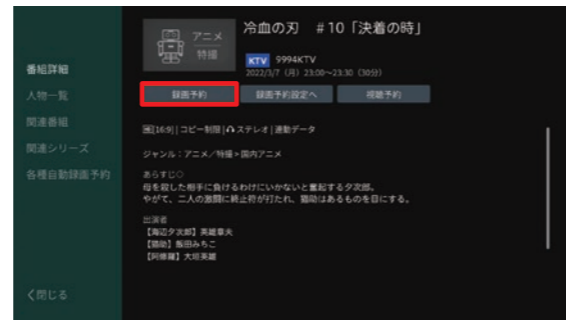 アニメ
特撮
冷血の刃 #10「決着の時」
KTV 9994KTV
2022/3/7 (月) 23:00～23:30 (30分)
番組詳細
人物一覧
関連番組
関連シリーズ
各種自動録画予約
録画予約 録画予約設定へ 視聴予約
16:9 | コピー制限 | ステレオ | 連動データ
ジャンル：アニメ／特撮>国内アニメ
あらすじ◇
母を殺した相手に負けるわけにいかないと奮起する夕次郎。
やがて、二人の激闘に終止符が打たれ、猫助はあるものを目にする。
出演者
【海辺夕次郎】英雄章夫
【猫助】飯田みちこ
【阿修羅】大垣英雄
く閉じる